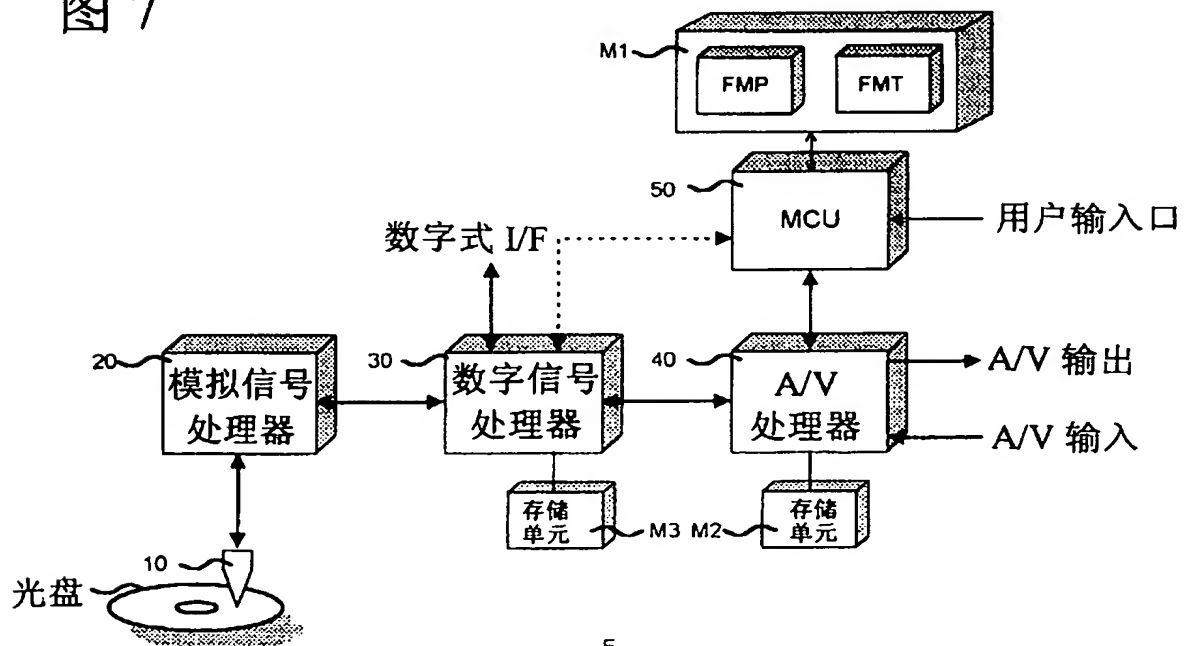 图 7
M1
FMP
FMT
50
MCU
用户输入口
数字式 I/F
20
模拟信号
处理器
30
数字信号
处理器
40
A/V
处理器
A/V 输出
A/V 输入
存储
单元
M3
M2
存储
单元
10
光盘
5